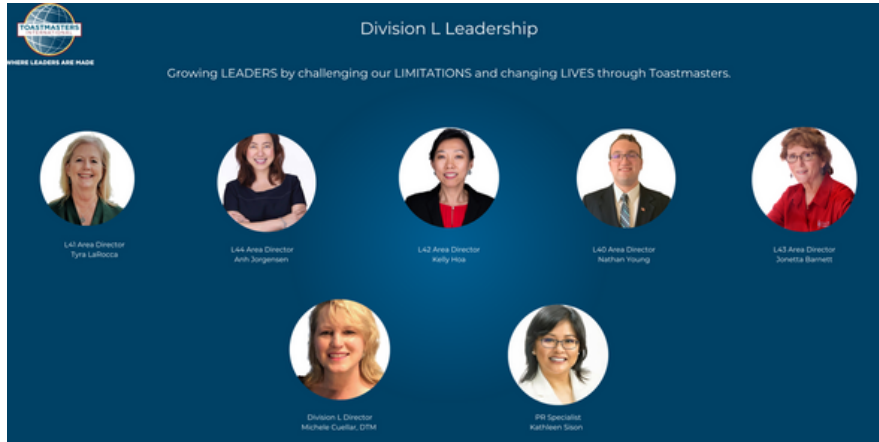 TOASTMASTERS
INTERNATIONAL
WHERE LEADERS ARE MADE
Division L Leadership
Growing LEADERS by challenging our LIMITATIONS and changing LIVES through Toastmasters.
L41 Area Director
Tyra LaRocca
L44 Area Director
Anh Jorgensen
L42 Area Director
Kelly Hoa
L40 Area Director
Nathan Young
L43 Area Director
Jonetta Barnett
Division L Director
Michele Cuellar, DTM
PR Specialist
Kathleen Sison